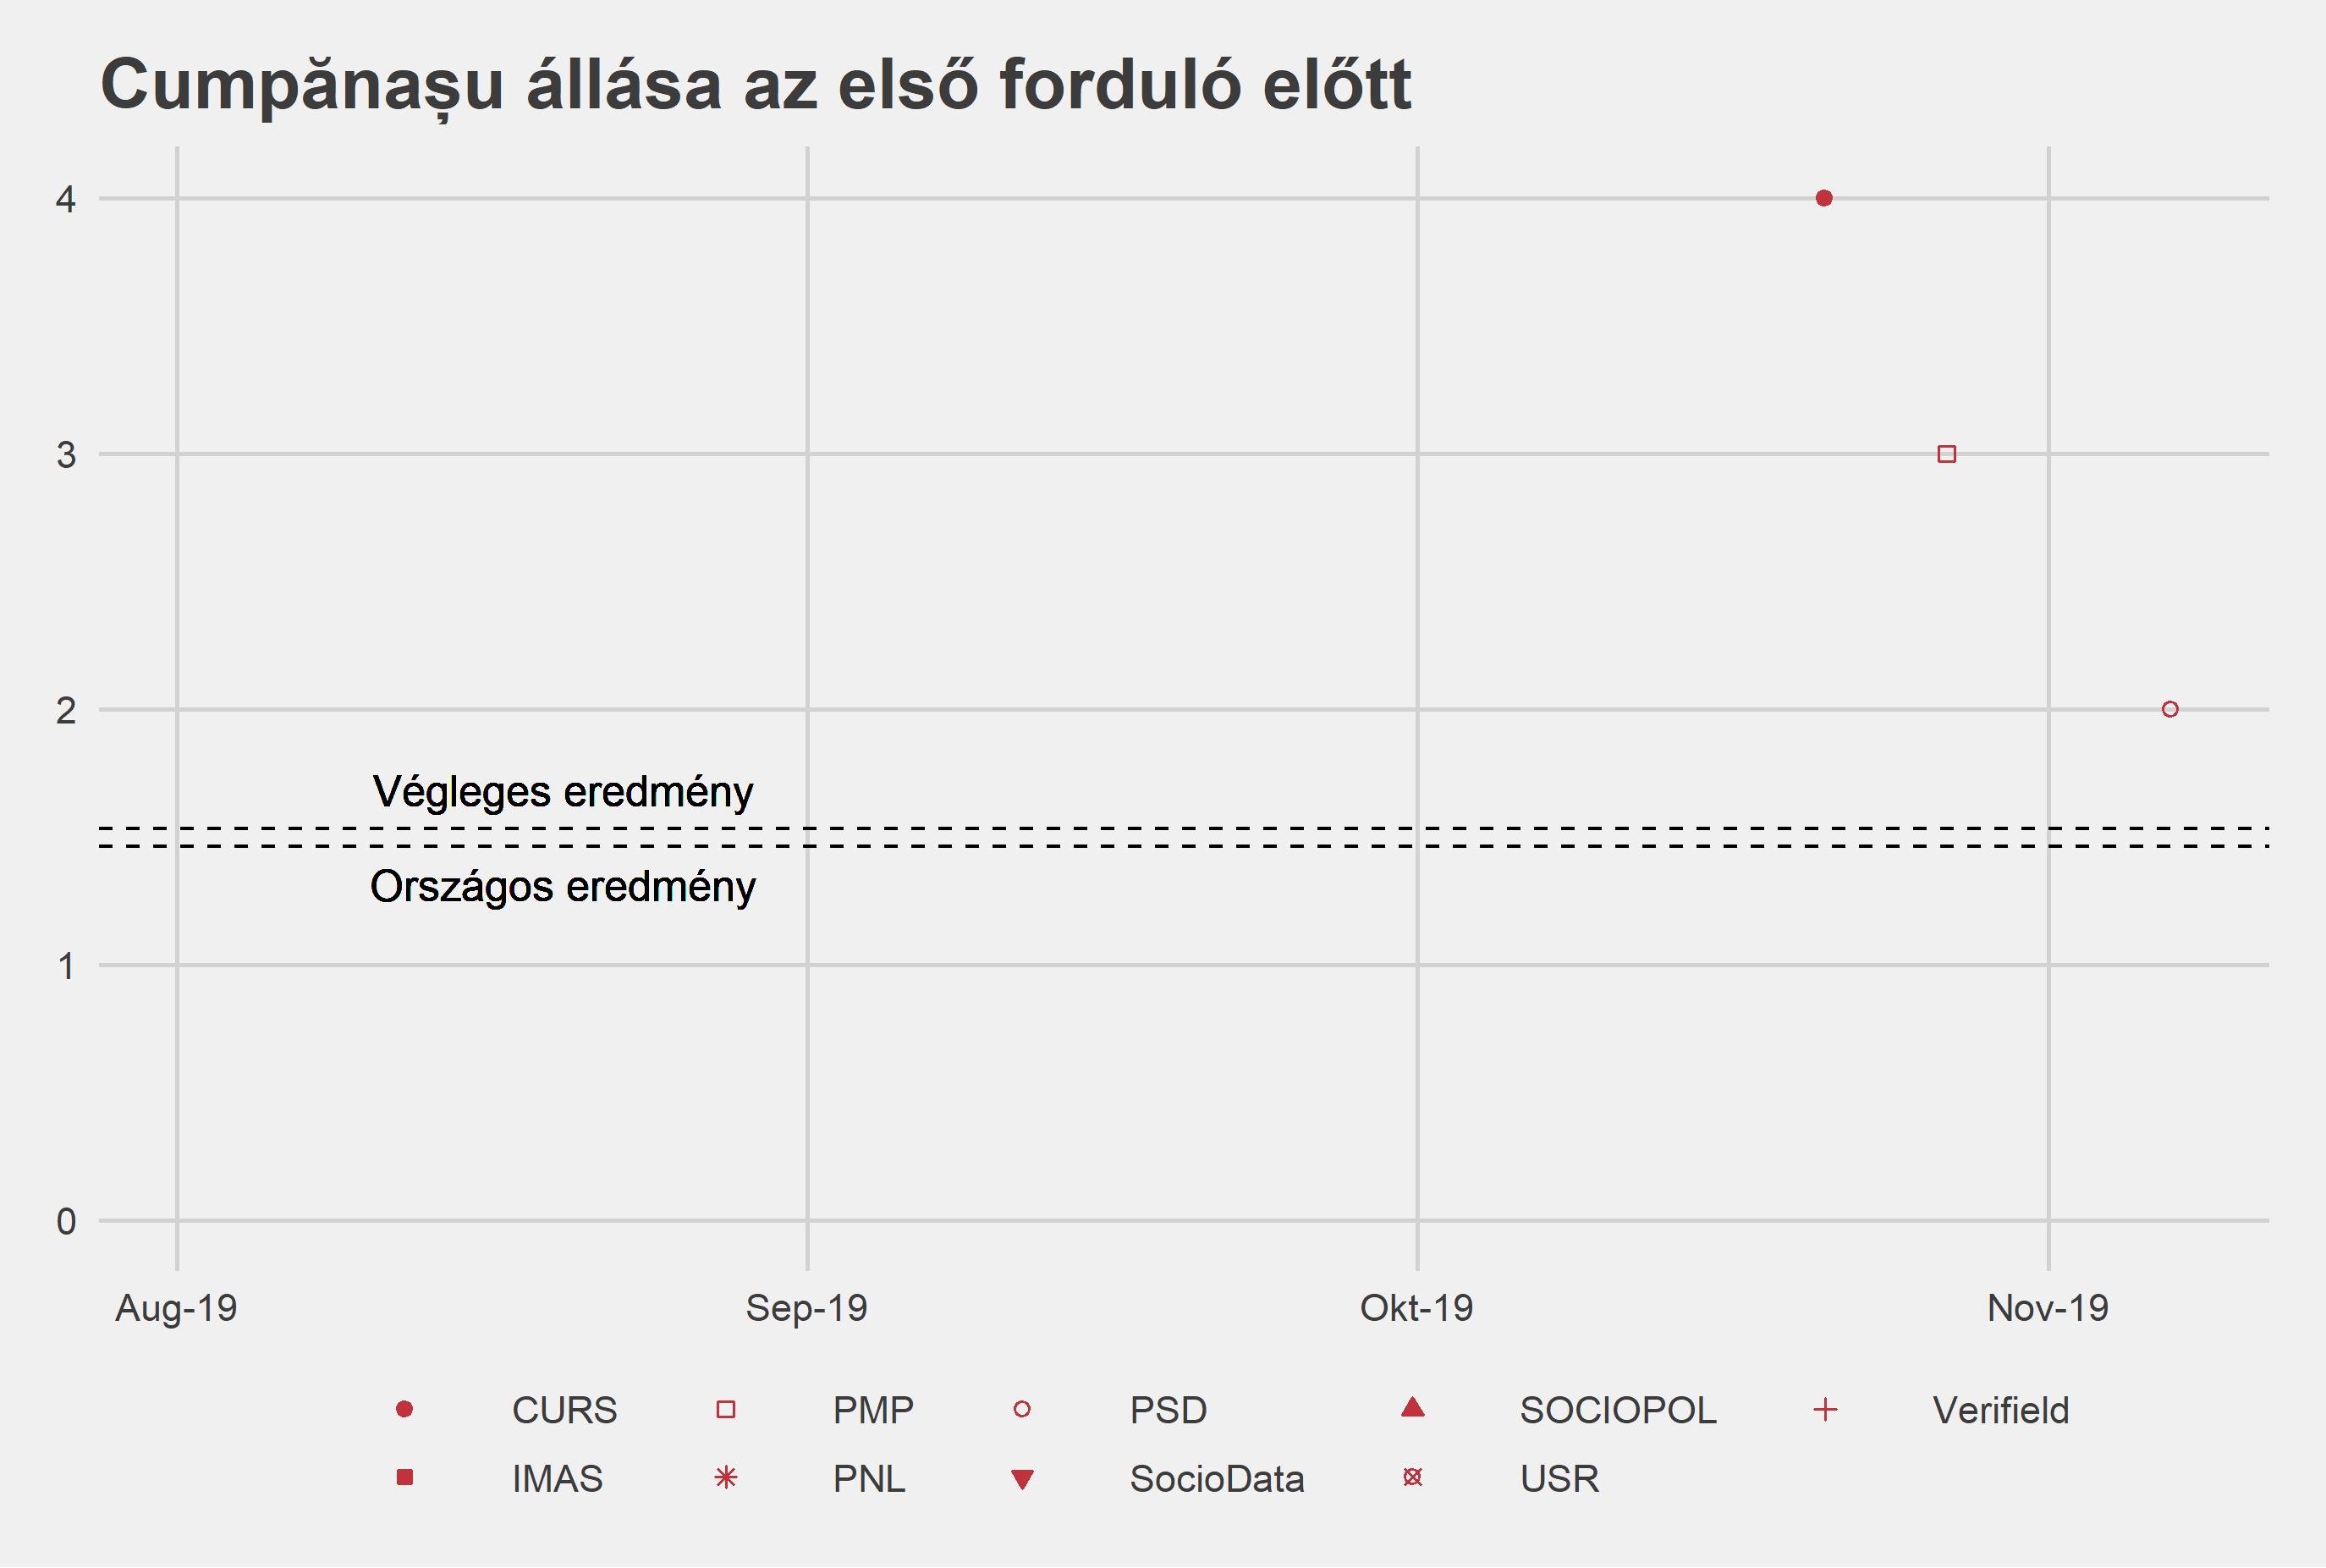 Cumpănașu állása az első forduló előtt
4
3
2
Végleges eredmény
Országos eredmény
1
0
Aug-19 Sep-19 Okt-19 Nov-19
CURS PMP PSD SOCIOPOL Verifield
IMAS PNL SocioData USR